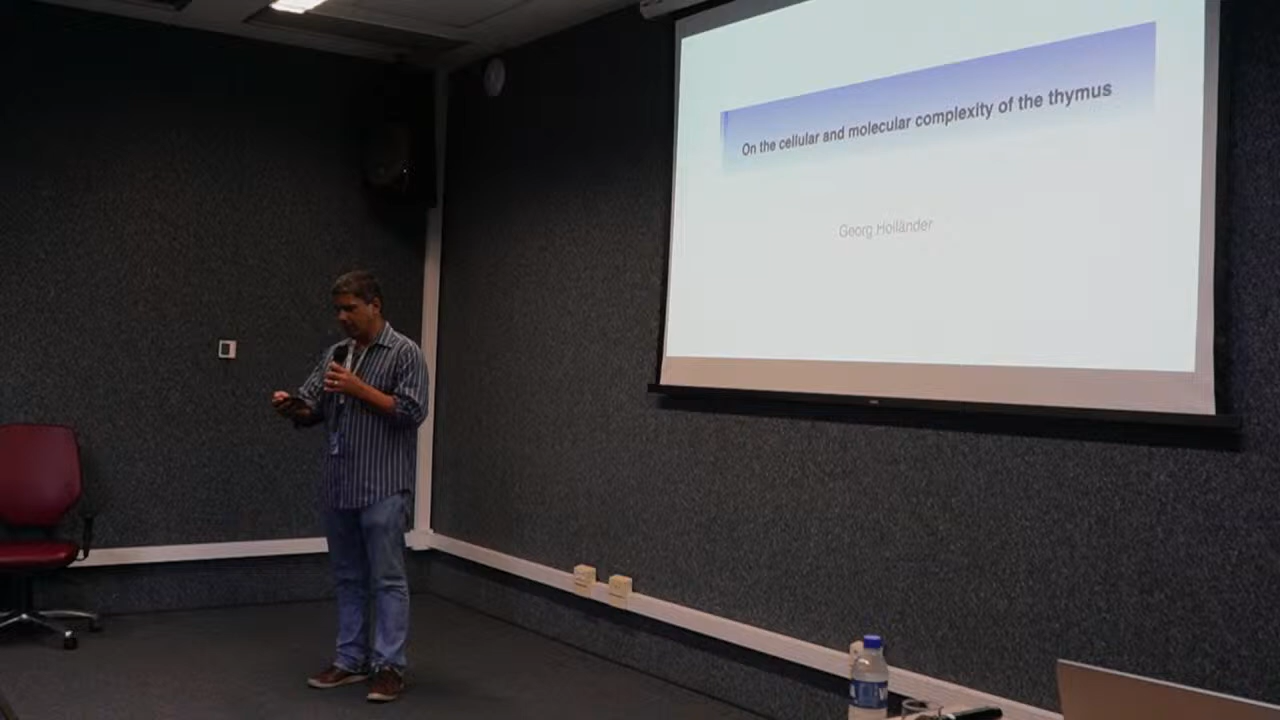 On the cellular and molecular complexity of the thymus
Georg Holländer